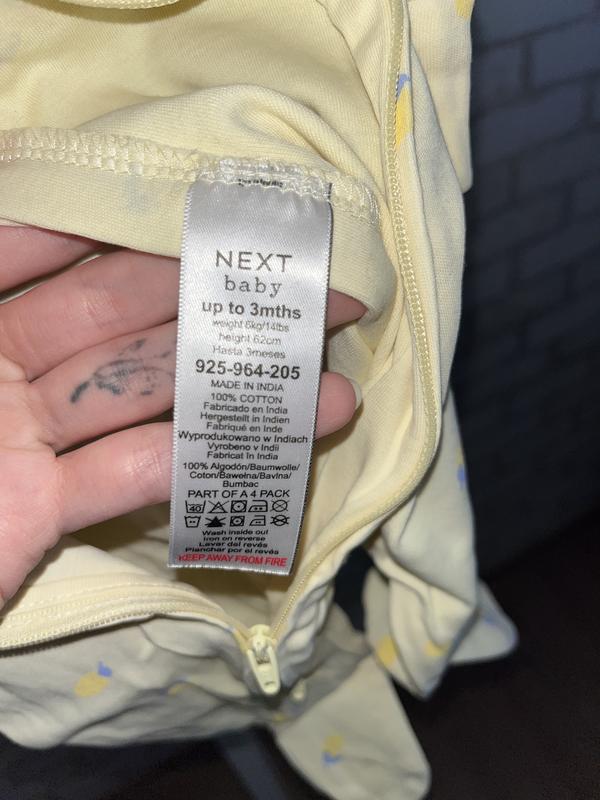 NEXT
baby
up to 3mths
weight 6kg/14lbs
height 62cm
Hasta 3meses
925-964-205
MADE IN INDIA
100% COTTON
Fabricado en India
Hergestellt in Indien
Fabriqué en Inde
Wyprodukowano w Indiach
Vyrobeno v Indii
Fabricat în India
100% Algodón/Baumwolle/
Coton/Bawełna/Bavlna/
Bumbac
PART OF A 4 PACK
40
Wash inside out
Iron on reverse
Lavar del revés
Planchar por el revés
KEEP AWAY FROM FIRE